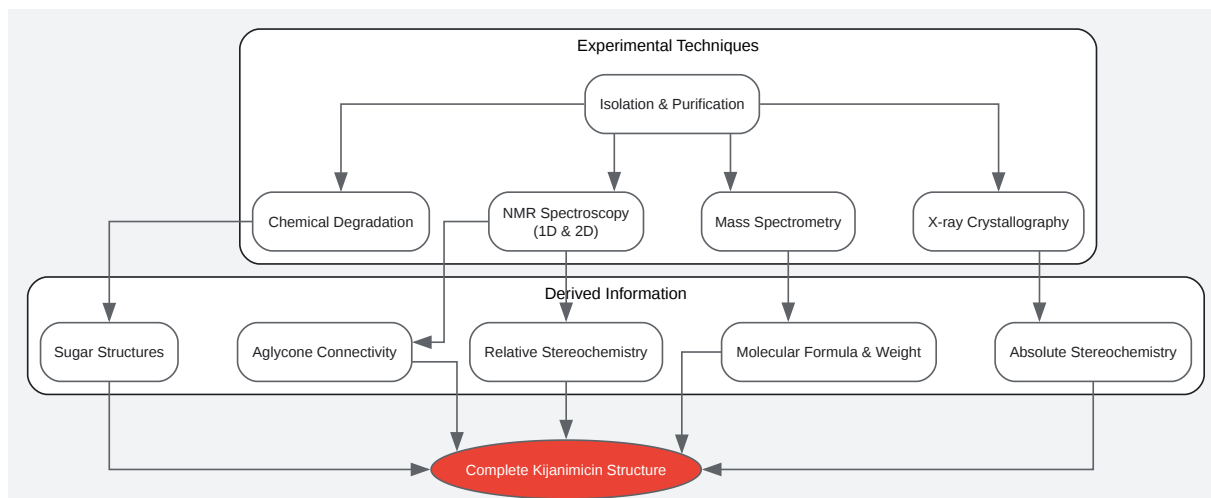 Experimental Techniques
Isolation & Purification
Chemical Degradation
NMR Spectroscopy
(1D & 2D)
Mass Spectrometry
X-ray Crystallography
Derived Information
Sugar Structures
Aglycone Connectivity
Relative Stereochemistry
Molecular Formula & Weight
Absolute Stereochemistry
Complete Kijanimicin Structure